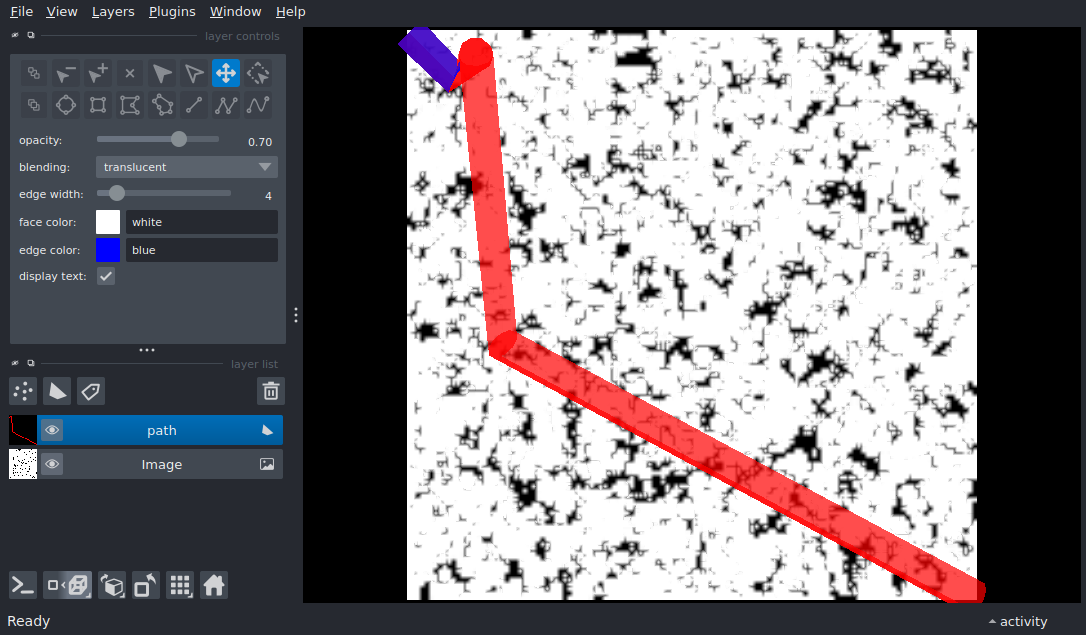 File View Layers Plugins Window Help
layer controls
opacity: 0.70
blending: translucent
edge width: 4
face color: white
edge color: blue
display text:
layer list
path
Image
Ready
activity